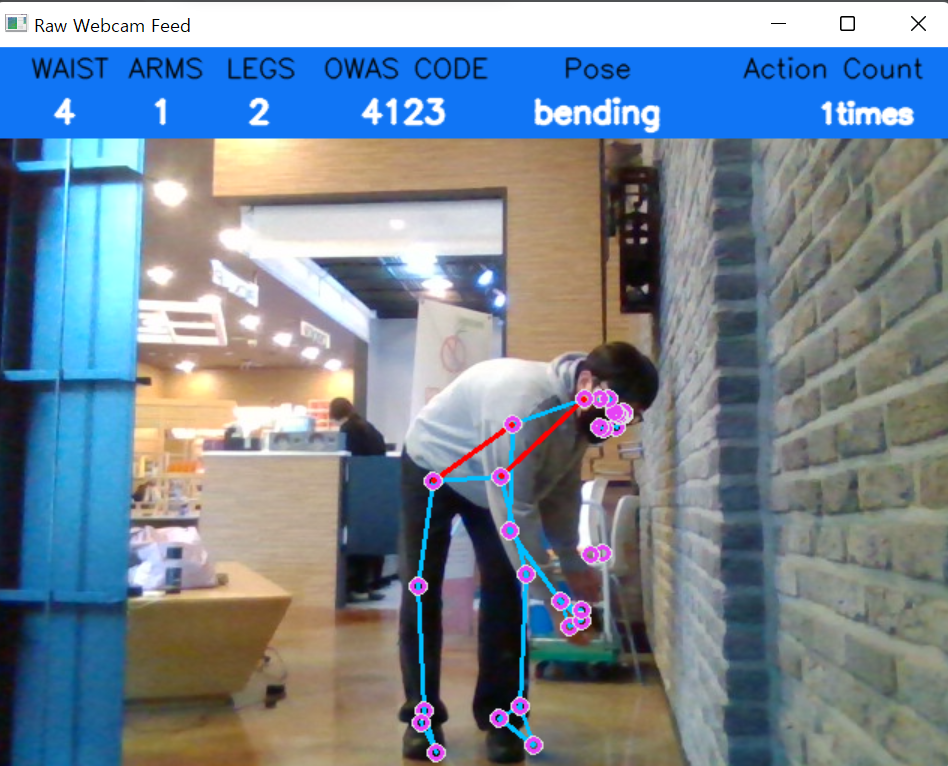 Raw Webcam Feed
WAIST ARMS LEGS OWAS CODE Pose Action Count
4 1 2 4123 bending 1times